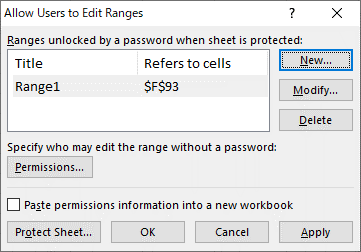 Allow Users to Edit Ranges
Ranges unlocked by a password when sheet is protected:
Title Refers to cells
Range1 $F$93
New...
Modify...
Delete
Specify who may edit the range without a password:
Permissions...
Paste permissions information into a new workbook
Protect Sheet... OK Cancel Apply